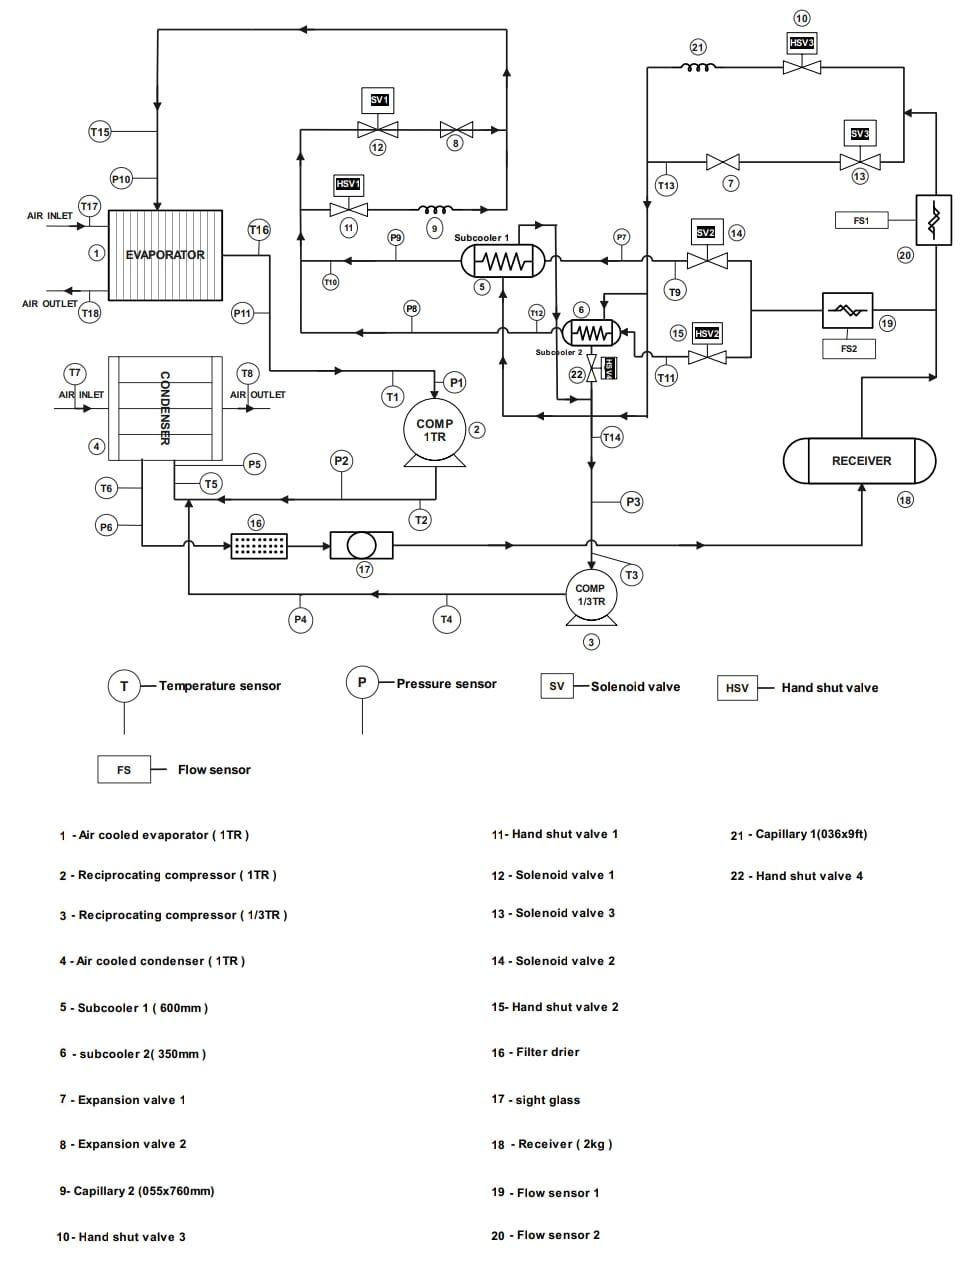 10
HSV3
21
SV1
12
8
T15
SV3
13
7
T13
P10
HSV1
11
9
T17
AIR INLET
1
EVAPORATOR
T16
FS1
20
P9
Subcooler 1
P7
SV2
14
5
T10
T9
AIR OUTLET
T18
P11
P8
T12
6
15
HSV2
19
FS2
Subcooler 2
22
T11
T7
AIR INLET
CONDENSER
T8
AIR OUTLET
T1
P1
COMP
1TR
2
4
T14
RECEIVER
18
P5
T5
P2
T6
P6
16
T2
P3
17
T3
COMP
1/3TR
3
P4
T4
T Temperature sensor
P Pressure sensor
SV Solenoid valve
HSV Hand shut valve
FS Flow sensor
1 - Air cooled evaporator ( 1TR )
2 - Reciprocating compressor ( 1TR )
3 - Reciprocating compressor ( 1/3TR )
4 - Air cooled condenser ( 1TR )
5 - Subcooler 1 ( 600mm )
6 - subcooler 2( 350mm )
7 - Expansion valve 1
8 - Expansion valve 2
9- Capillary 2 (055x760mm)
10- Hand shut valve 3
11- Hand shut valve 1
12 - Solenoid valve 1
13 - Solenoid valve 3
14 - Solenoid valve 2
15- Hand shut valve 2
16 - Filter drier
17 - sight glass
18 - Receiver ( 2kg )
19 - Flow sensor 1
20 - Flow sensor 2
21 - Capillary 1(036x9ft)
22 - Hand shut valve 4